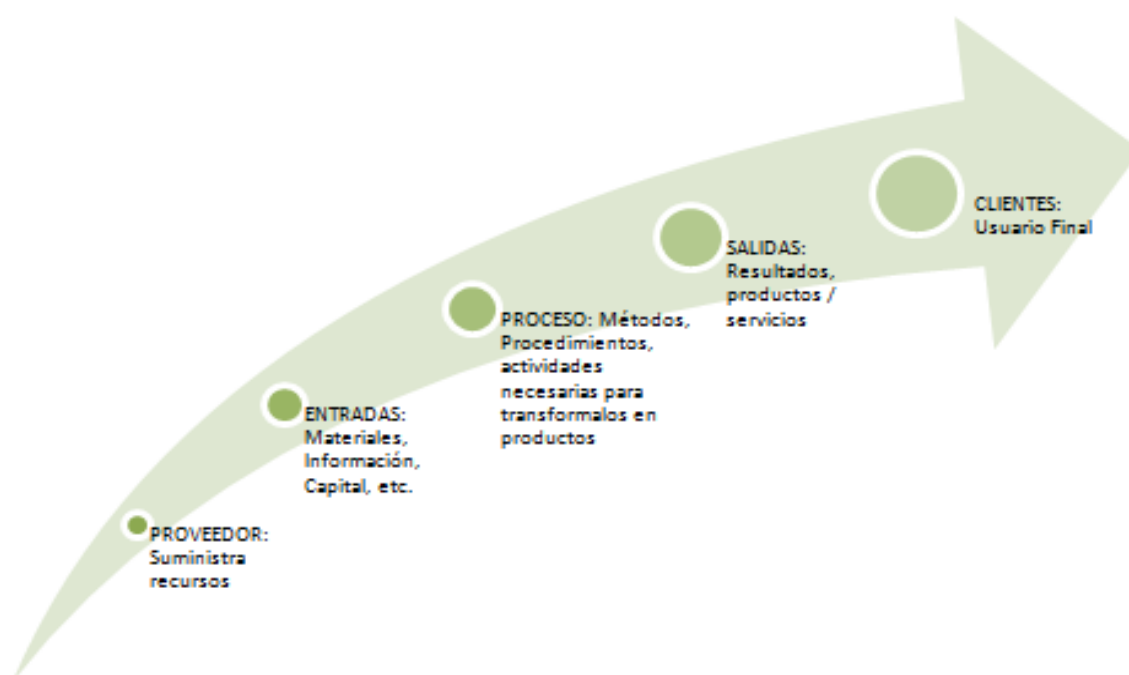 PROVEEDOR:
Suministra
recursos
ENTRADAS:
Materiales,
Información,
Capital, etc.
PROCESO: Métodos,
Procedimientos,
actividades
necesarias para
transformalos en
productos
SALIDAS:
Resultados,
productos /
servicios
CLIENTES:
Usuario Final